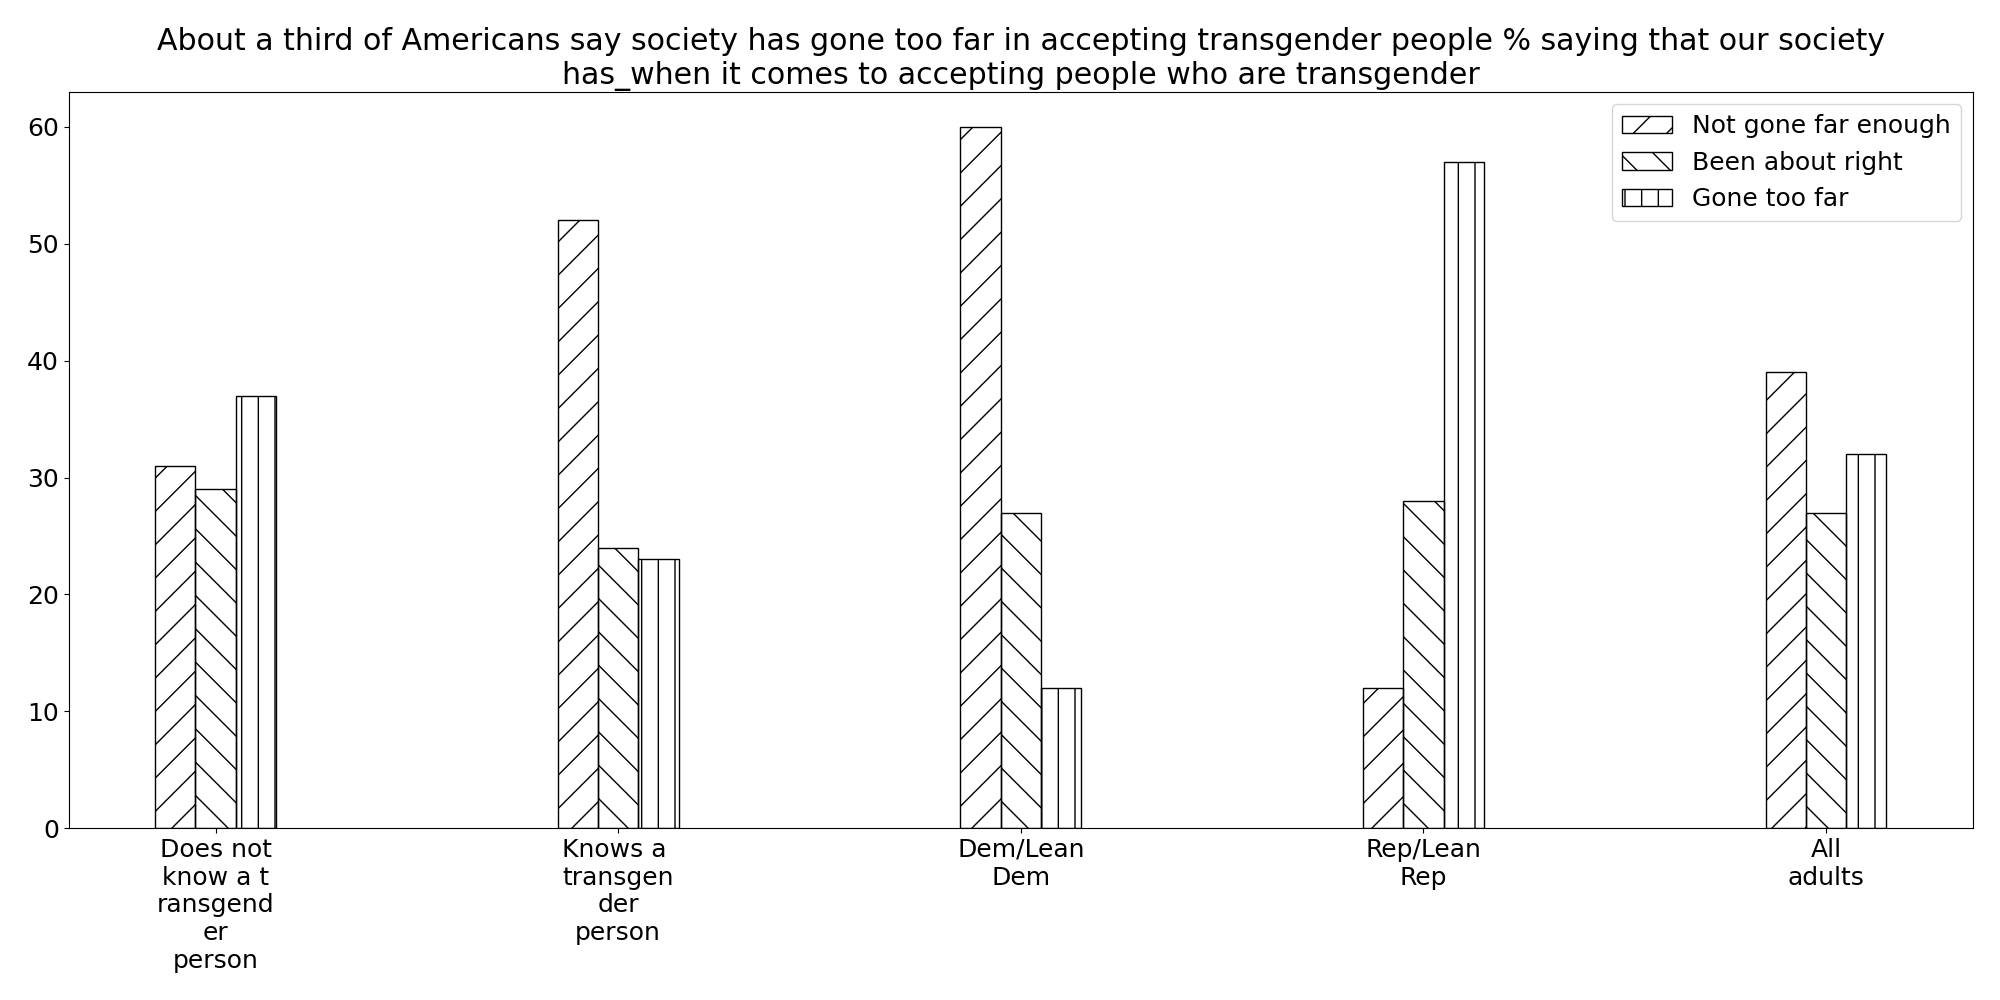 About a third of Americans say society has gone too far in accepting transgender people % saying that our society
has_when it comes to accepting people who are transgender
60
50
40
30
20
10
0
Not gone far enough
Been about right
Gone too far
Does not
know a t
ransgend
er
person
Knows a
transgen
der
person
Dem/Lean
Dem
Rep/Lean
Rep
All
adults